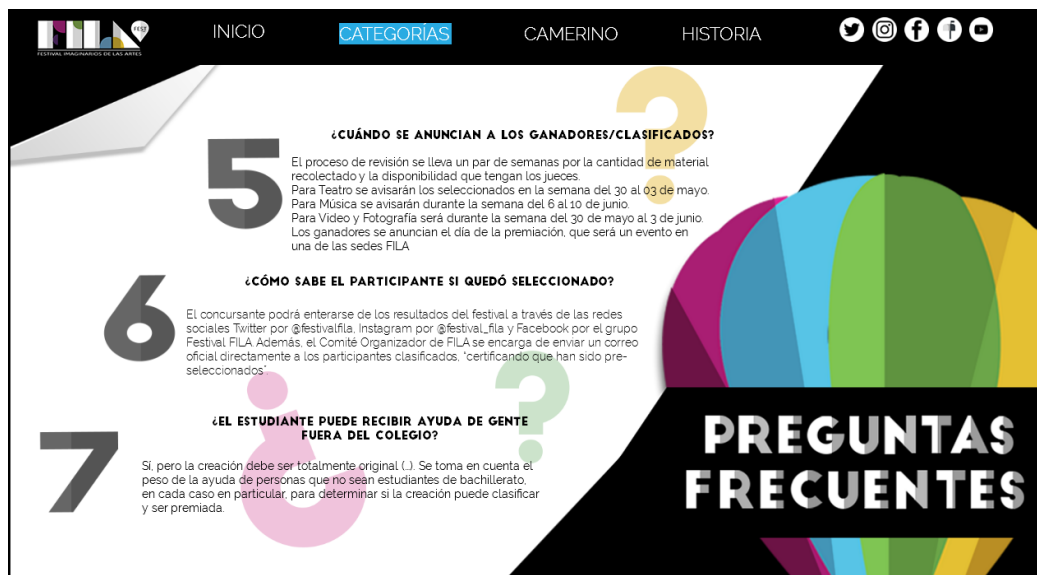 FILA
FEST
FESTIVAL IMAGINARIOS DE LAS ARTES
INICIO
CATEGORÍAS
CAMERINO
HISTORIA
5
¿CUÁNDO SE ANUNCIAN A LOS GANADORES/CLASIFICADOS?
El proceso de revisión se lleva un par de semanas por la cantidad de material
recolectado y la disponibilidad que tengan los jueces.
Para Teatro se avisarán los seleccionados en la semana del 30 al 03 de mayo.
Para Música se avisarán durante la semana del 6 al 10 de junio.
Para Video y Fotografía será durante la semana del 30 de mayo al 3 de junio.
Los ganadores se anuncian el día de la premiación, que será un evento en
una de las sedes FILA
6
¿CÓMO SABE EL PARTICIPANTE SI QUEDÓ SELECCIONADO?
El concursante podrá enterarse de los resultados del festival a través de las redes
sociales Twitter por @festivalfila, Instagram por @festival_fila y Facebook por el grupo
Festival FILA Además, el Comité Organizador de FILA se encarga de enviar un correo
oficial directamente a los participantes clasificados, “certificando que han sido pre-
seleccionados”.
7
¿EL ESTUDIANTE PUEDE RECIBIR AYUDA DE GENTE
FUERA DEL COLEGIO?
Sí, pero la creación debe ser totalmente original (...). Se toma en cuenta el
peso de la ayuda de personas que no sean estudiantes de bachillerato,
en cada caso en particular, para determinar si la creación puede clasificar
y ser premiada.
PREGUNTAS
FRECUENTES